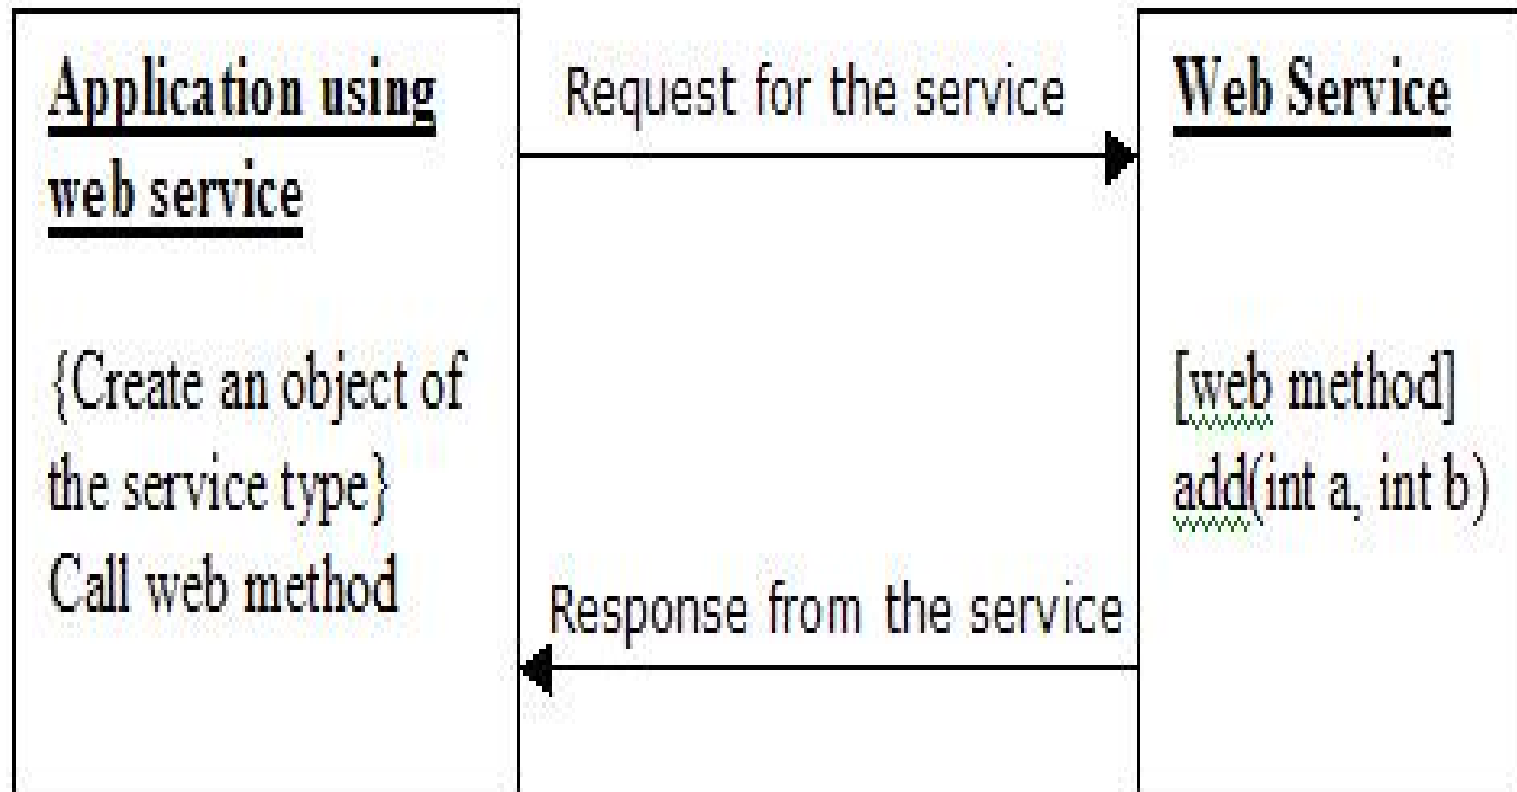 Application using
web service
{Create an object of
the service type}
Call web method
Request for the service
Response from the service
Web Service
[web method]
add(int a, int b)